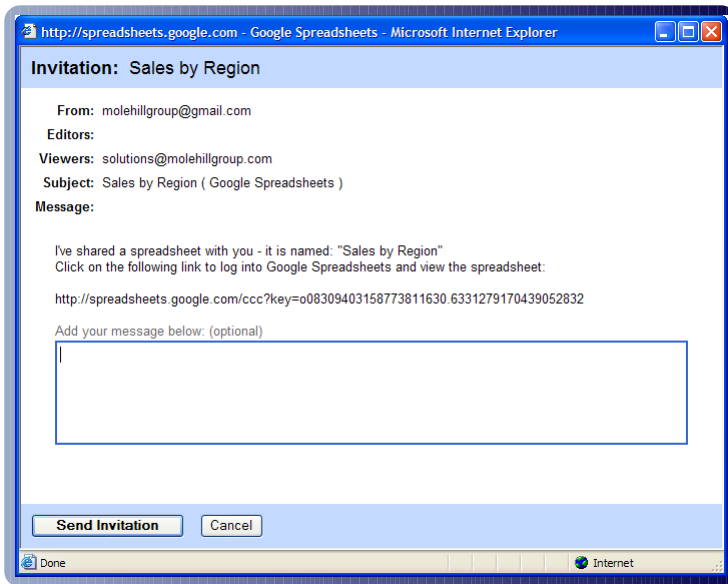 http://spreadsheets.google.com - Google Spreadsheets - Microsoft Internet Explorer
Invitation: Sales by Region
From: molehillgroup@gmail.com
Editors:
Viewers: solutions@molehillgroup.com
Subject: Sales by Region ( Google Spreadsheets )
Message:
I've shared a spreadsheet with you - it is named: "Sales by Region"
Click on the following link to log into Google Spreadsheets and view the spreadsheet:
http://spreadsheets.google.com/ccc?key=o08309403158773811630.6331279170439052832
Add your message below: (optional)
Send Invitation Cancel
Done Internet